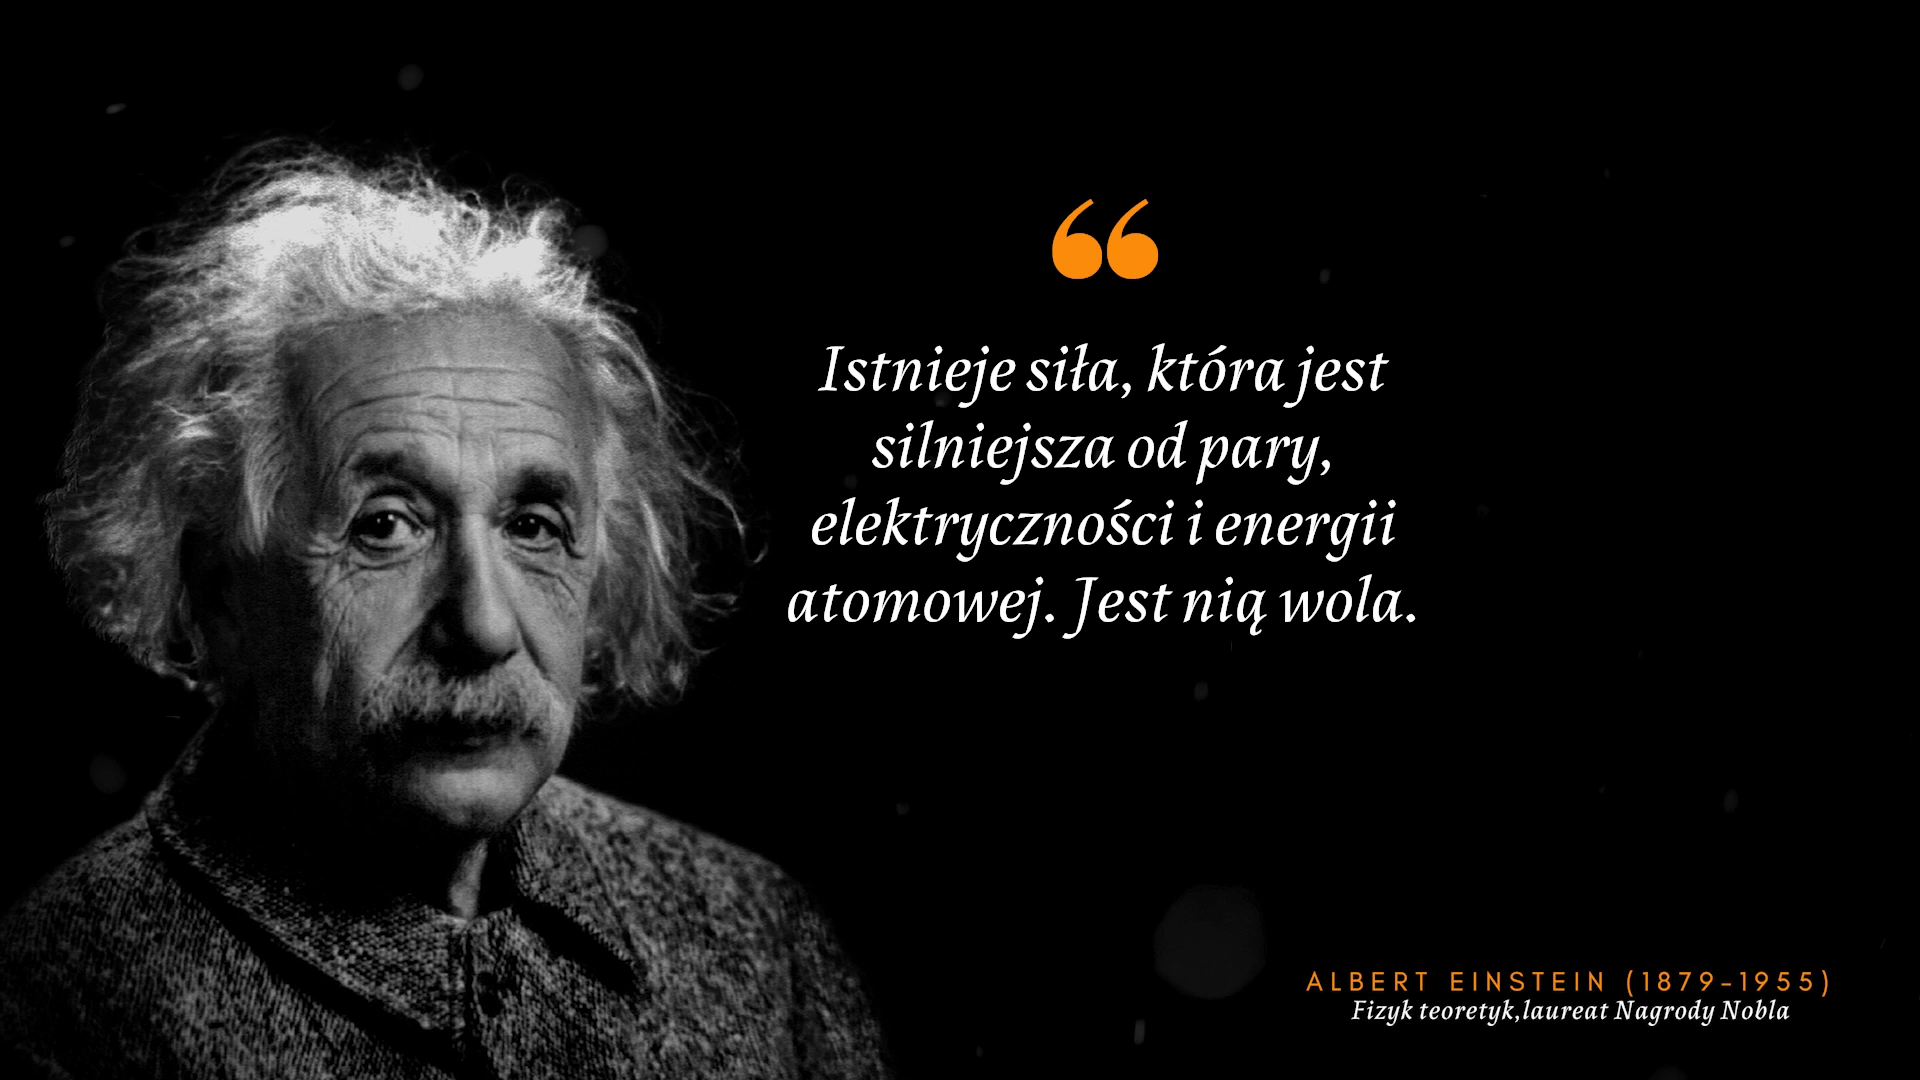 “
Istnieje siła, która jest
silniejsza od pary,
elektryczności i energii
atomowej. Jest nią wola.
ALBERT EINSTEIN (1879–1955)
Fizyk teoretyk,laureat Nagrody Nobla